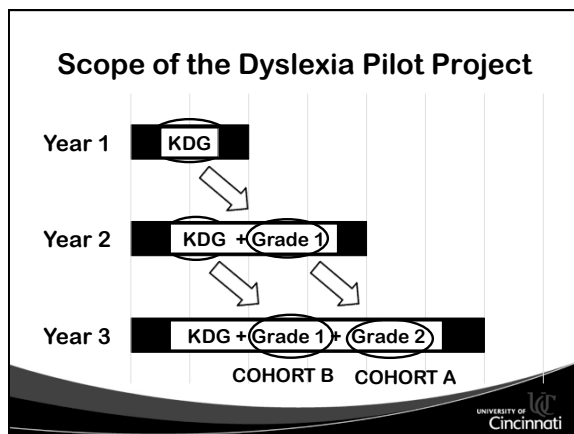 Scope of the Dyslexia Pilot Project
Year 1
KDG
Year 2
KDG + Grade 1
Year 3
KDG + Grade 1 + Grade 2
COHORT B
COHORT A
UNIVERSITY OF
UC
Cincinnati